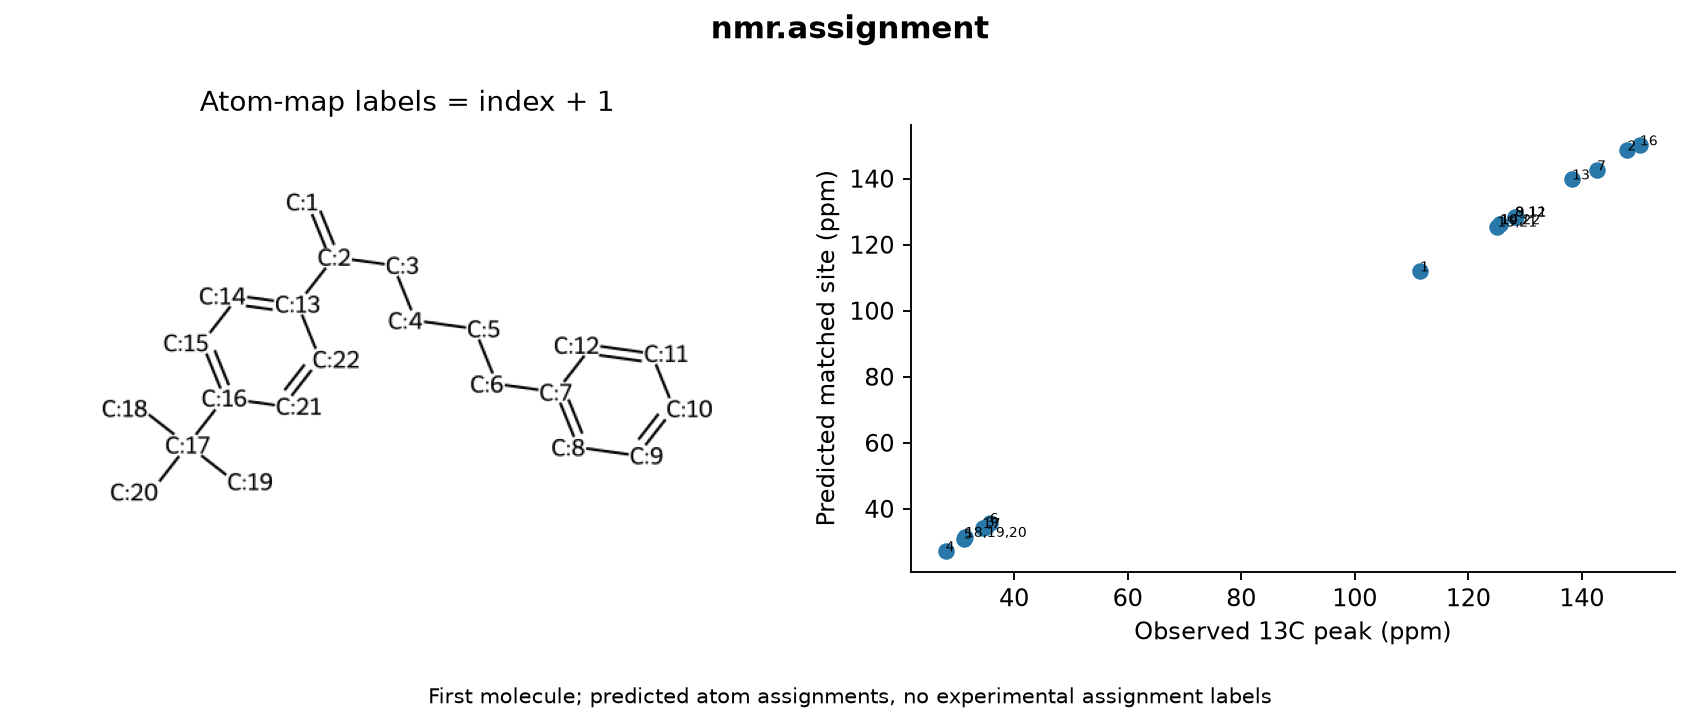 nmr.assignment
Atom-map labels = index + 1
C:1
C:2
C:3
C:14
C:13
C:4
C:5
C:15
C:22
C:12
C:11
C:6
C:7
C:16
C:21
C:18
C:10
C:17
C:8
C:9
C:20
C:19
Predicted matched site (ppm)
140
120
100
80
60
40
16
2
7
13
1
6
18,19,20
4
40
60
80
100
120
140
Observed 13C peak (ppm)
First molecule; predicted atom assignments, no experimental assignment labels